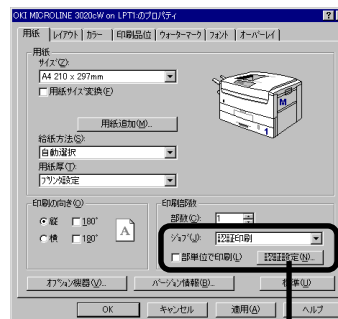 OKI MICROLINE 3020cW on LPT1:のプロパティ
用紙 レイアウト カラー 印刷品位 ウォーターマーク フォント オーバーレイ
用紙
サイズ(Z):
A4 210 x 297mm
用紙サイズ変換(F)
用紙追加(M)...
給紙方法(S):
自動選択
用紙厚(T):
プリンタ設定
M
1
印刷の向き(O)
縦 180°
横 180°
A
印刷部数
部数(C): 1
ジョブ(J): 認証印刷
部単位で印刷(L) 認証設定(N)...
オプション機器(V)... バージョン情報(B)... 標準(U)
OK キャンセル 適用(A) ヘルプ